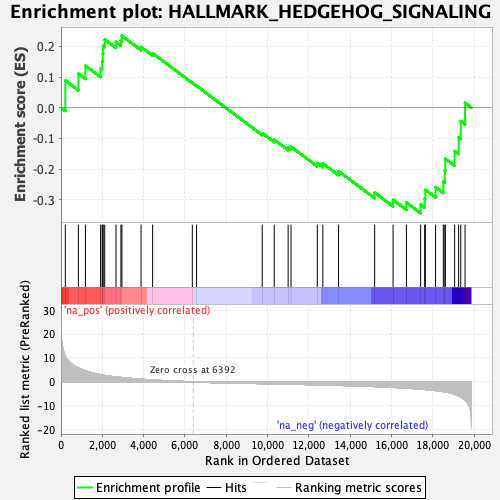 Enrichment plot: HALLMARK_HEDGEHOG_SIGNALING
Enrichment score (ES)
0.2
0.1
0.0
-0.1
-0.2
-0.3
'na_pos' (positively correlated)
Ranked list metric (PreRanked)
30
20
10
0
-10
-20
Zero cross at 6392
'na_neg' (negatively correlated)
0
2,000
4,000
6,000
8,000
10,000
12,000
14,000
16,000
18,000
20,000
Rank in Ordered Dataset
Enrichment profile
Hits
Ranking metric scores